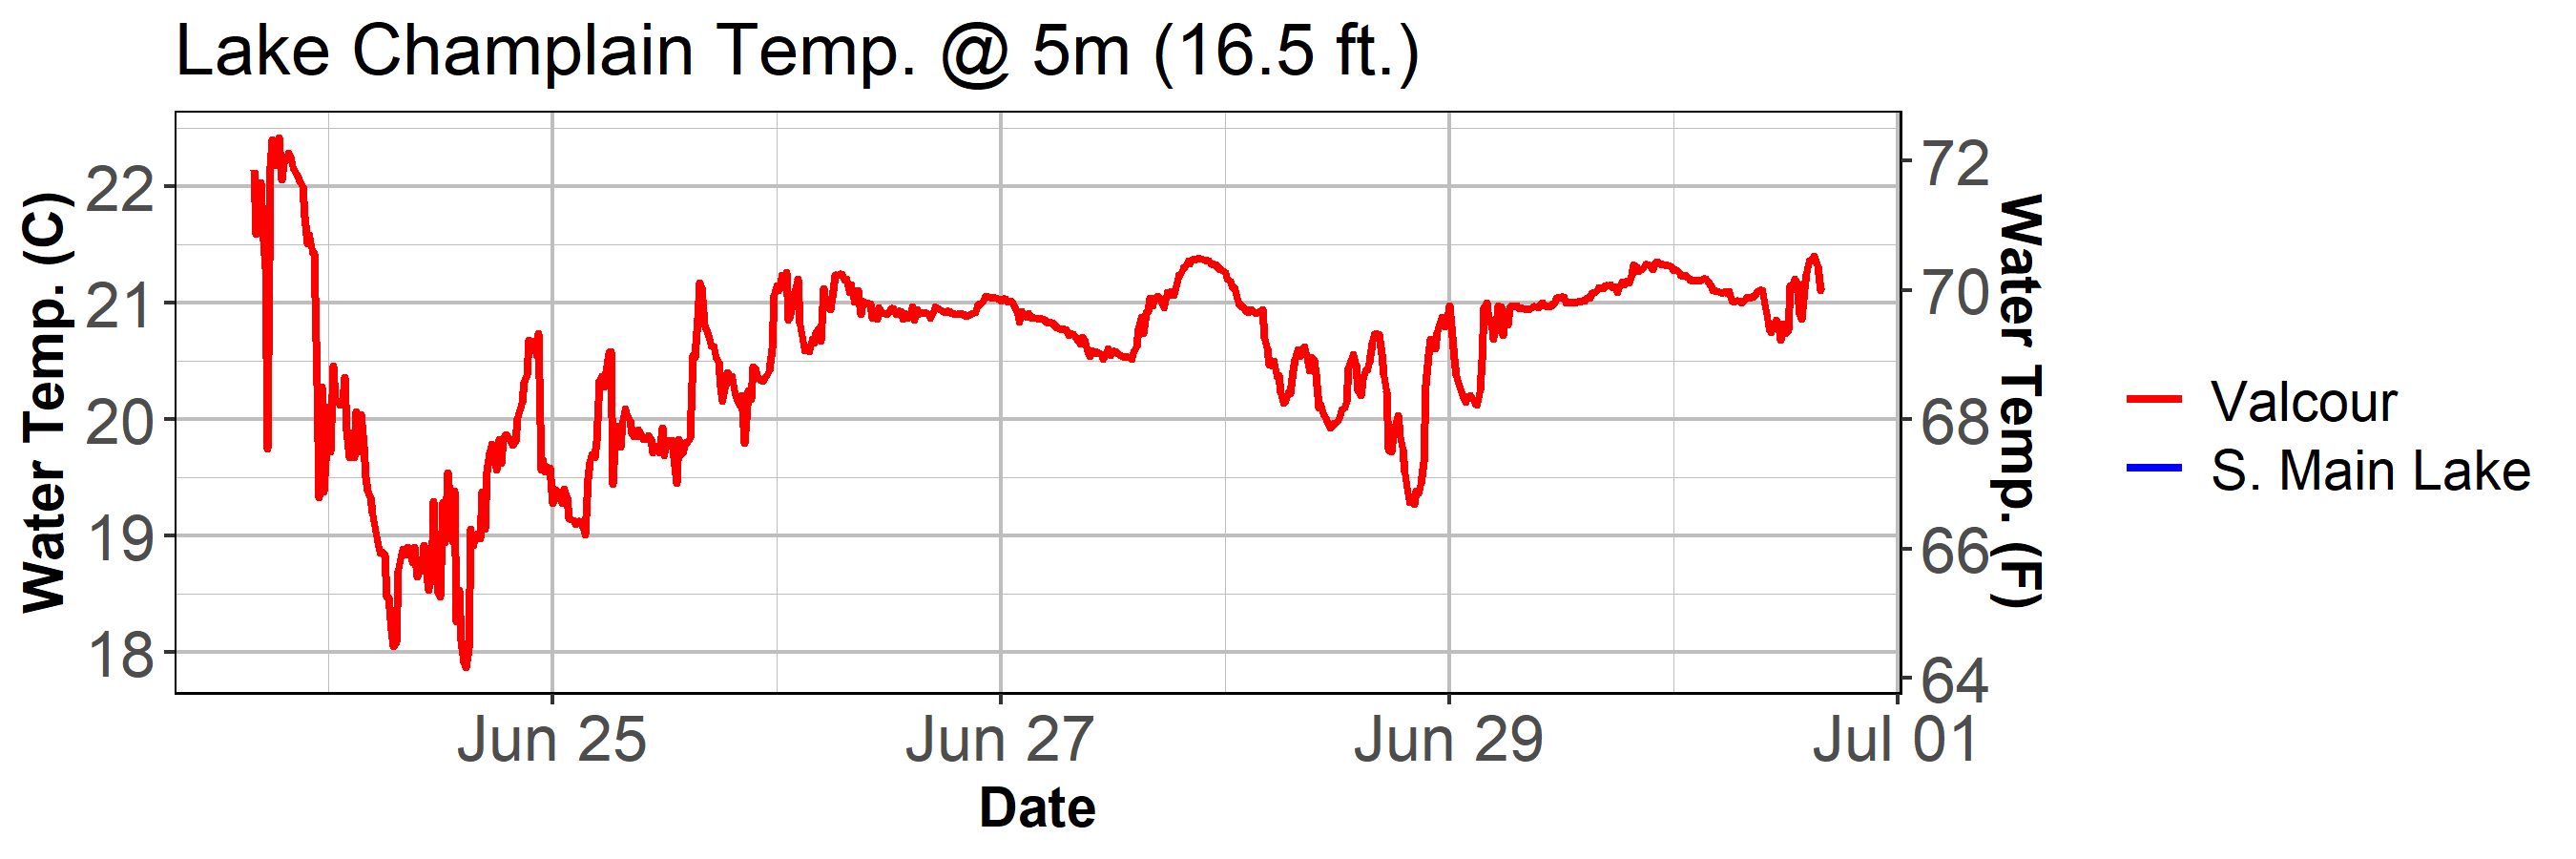 Lake Champlain Temp. @ 5m (16.5 ft.)
Water Temp. (C)
22
21
20
19
18
72
70
68
66
64
Water Temp. (F)
Jun 25
Jun 27
Jun 29
Jul 01
Date
Valcour
S. Main Lake